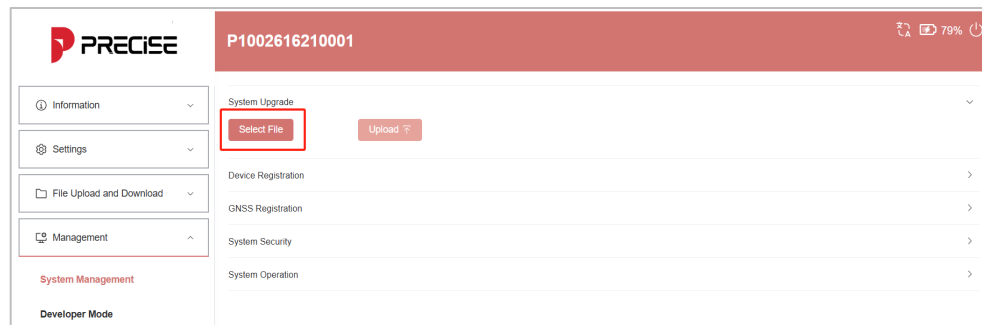 PRECISE
P1002616210001
79%
Information
Settings
File Upload and Download
Management
System Management
Developer Mode
System Upgrade
Select File
Upload
Device Registration
GNSS Registration
System Security
System Operation